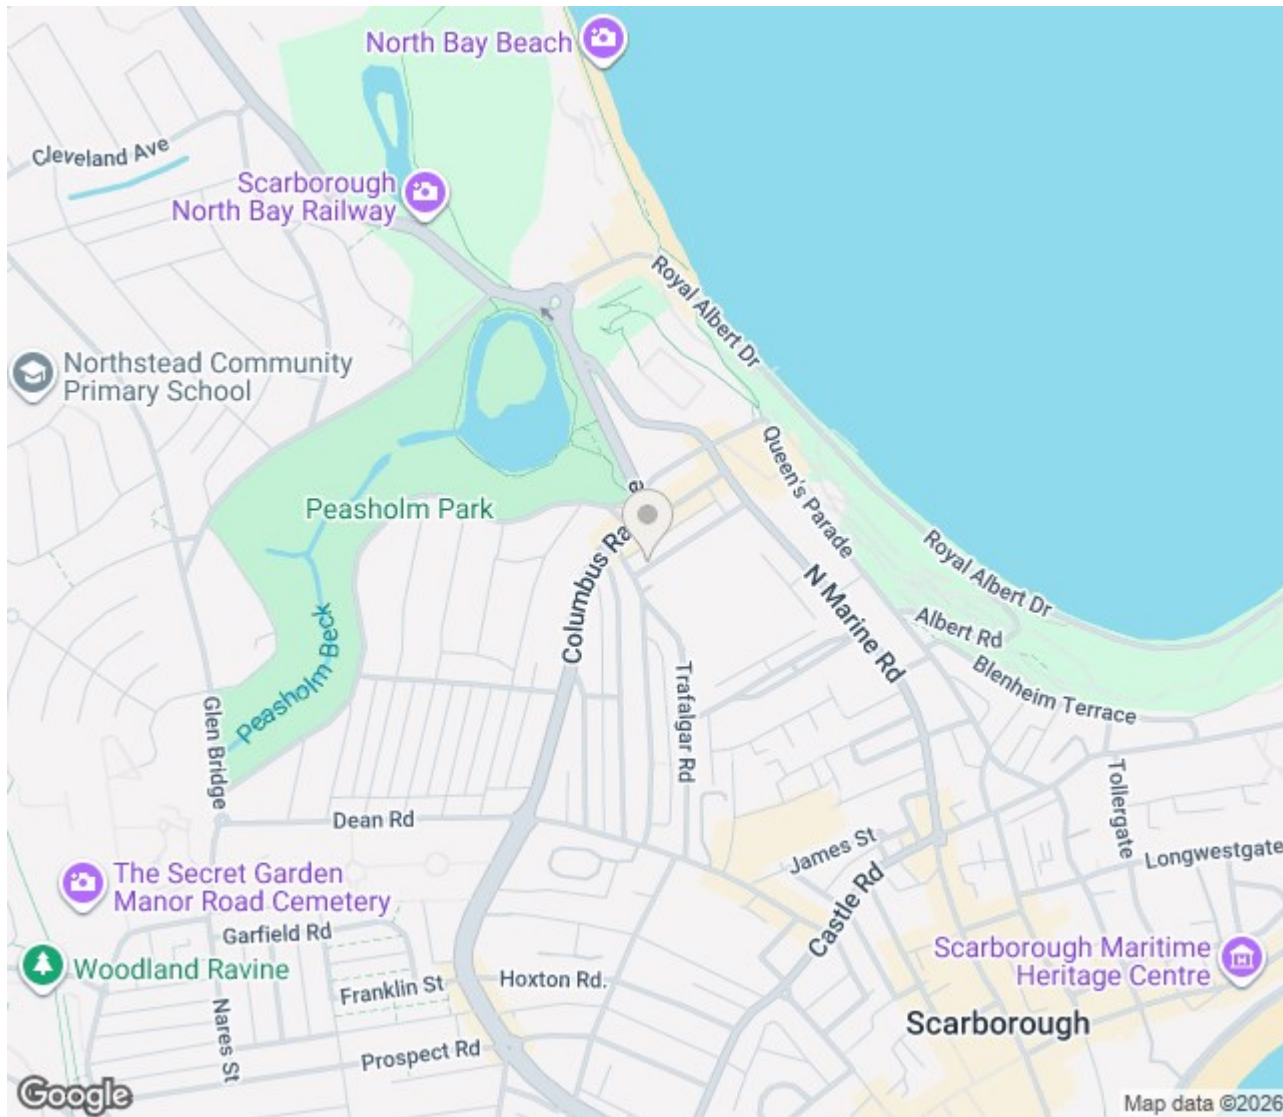 North Bay Beach
Cleveland Ave
Scarborough
North Bay Railway
Royal Albert Dr
Northstead Community
Primary School
Queen's Parade
Peasholm Park
Columbus Ra
Royal Albert Dr
N Marine Rd
Albert Rd
Blenheim Terrace
Peasholm Beck
Trafalgar Rd
Glen Bridge
Tollergate
Dean Rd
James St
Longwestgate
Castle Rd
The Secret Garden
Manor Road Cemetery
Garfield Rd
Scarborough Maritime
Heritage Centre
Woodland Ravine
Franklin St
Hoxton Rd.
Nares St
Scarborough
Prospect Rd
Google
Map data ©2026